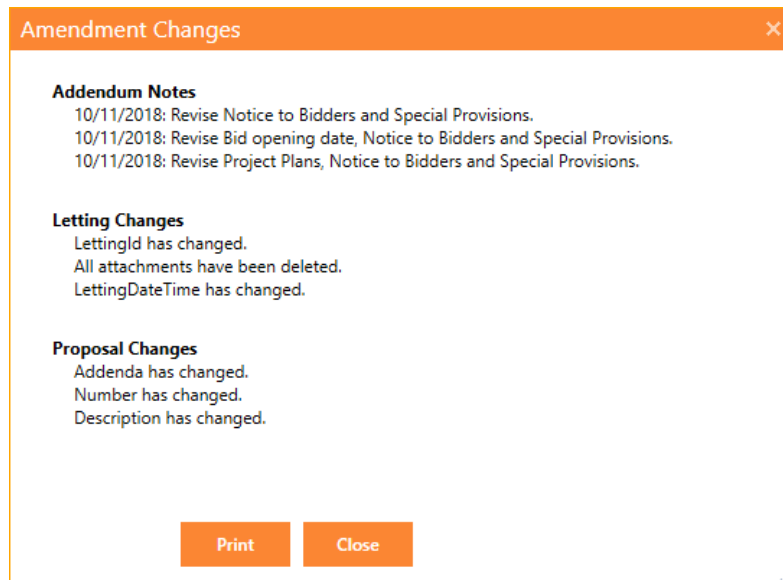 Amendment Changes
Addendum Notes
10/11/2018: Revise Notice to Bidders and Special Provisions.
10/11/2018: Revise Bid opening date, Notice to Bidders and Special Provisions.
10/11/2018: Revise Project Plans, Notice to Bidders and Special Provisions.
Letting Changes
LettingId has changed.
All attachments have been deleted.
LettingDateTime has changed.
Proposal Changes
Addenda has changed.
Number has changed.
Description has changed.
Print Close